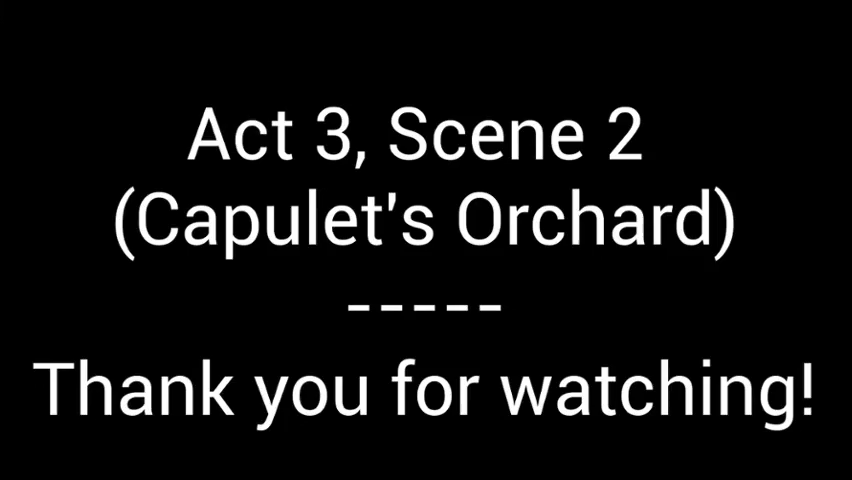 Act 3, Scene 2
(Capulet's Orchard)
-----
Thank you for watching!